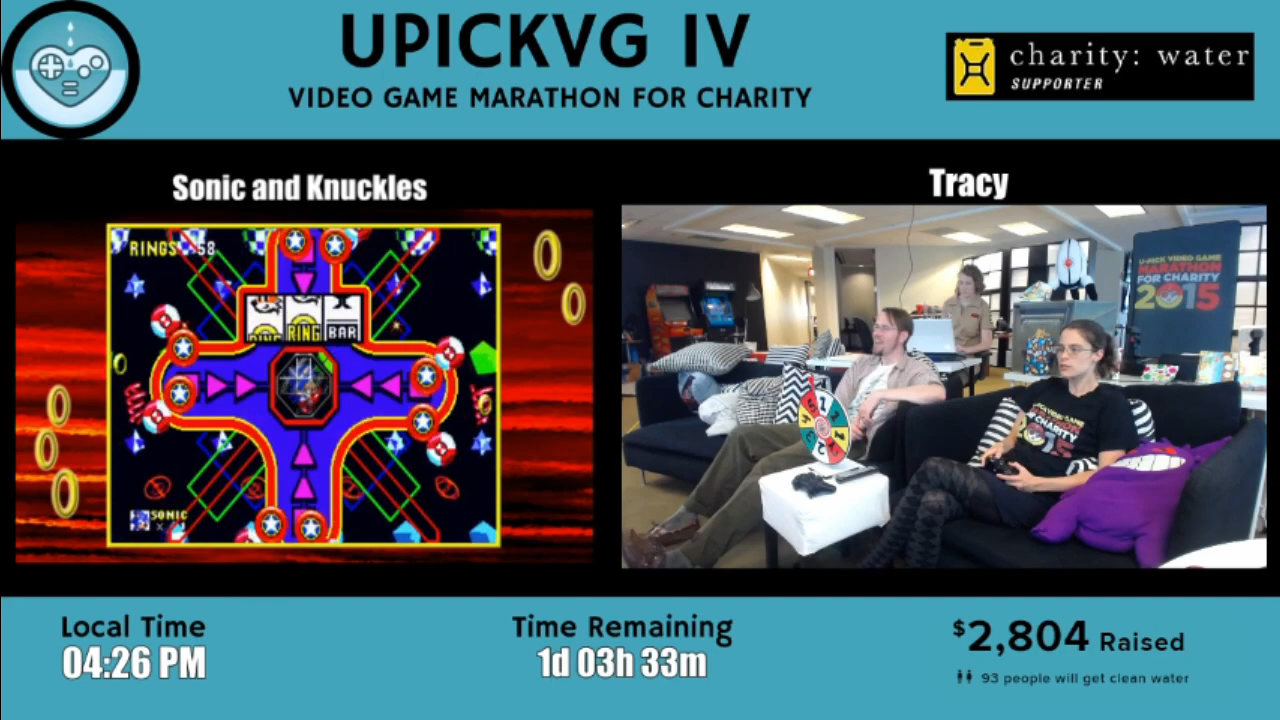 UPICKVG IV
VIDEO GAME MARATHON FOR CHARITY
charity: water
SUPPORTER
Sonic and Knuckles
Tracy
RINGS 58
RING
BAR
SONIC
U-PICK VIDEO GAME
MARATHON
FOR CHARITY
2015
Local Time
04:26 PM
Time Remaining
1d 03h 33m
$2,804 Raised
93 people will get clean water